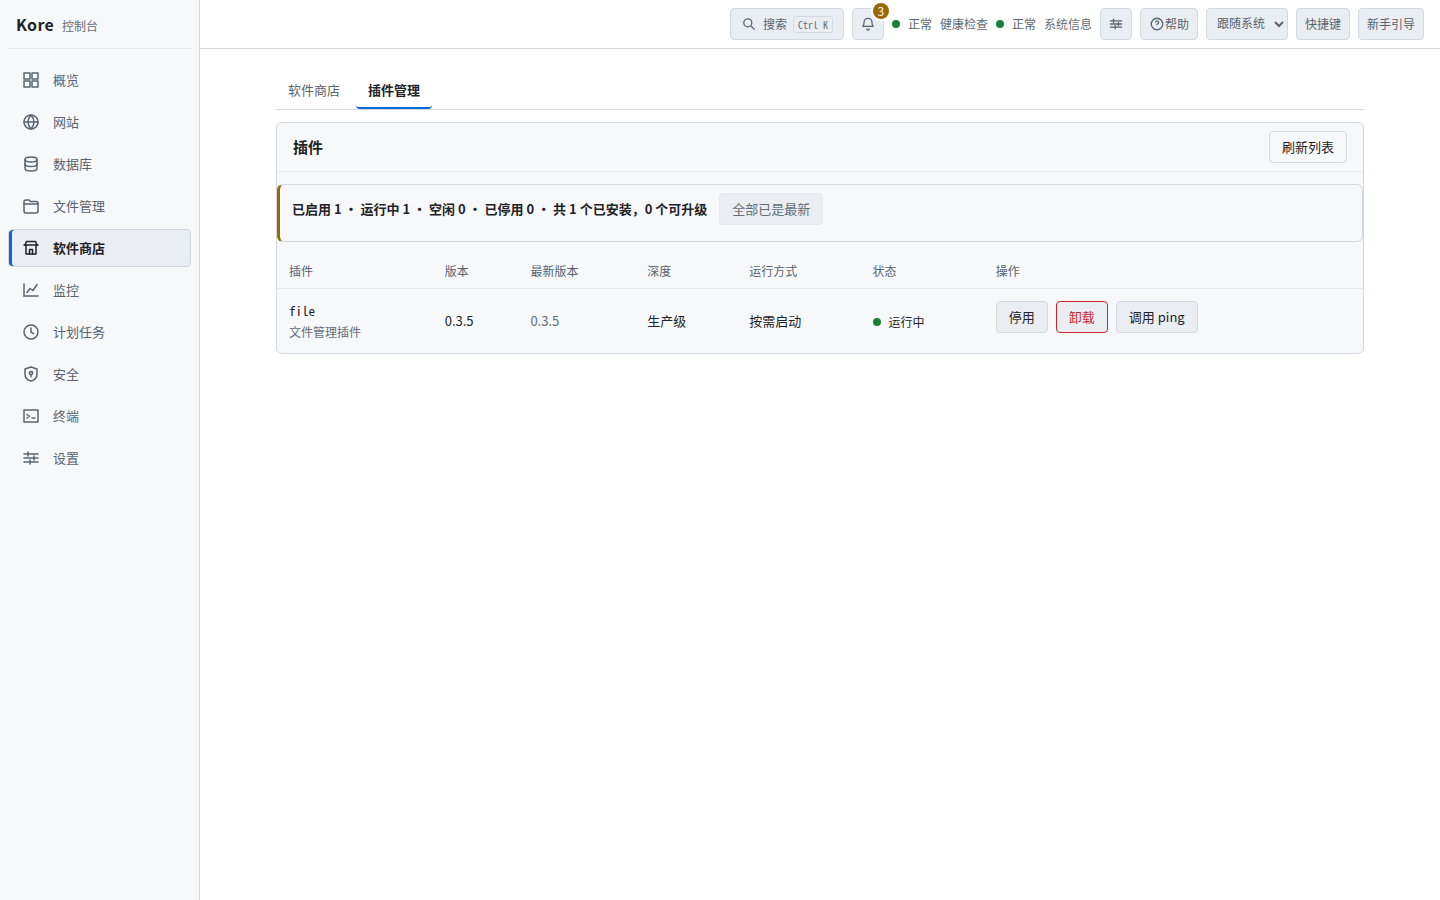 Kore 控制台
搜索 Ctrl K 3 正常 健康检查 正常 系统信息 帮助 跟随系统 快捷键 新手引导
概览
网站
数据库
文件管理
软件商店
监控
计划任务
安全
终端
设置
软件商店 插件管理
插件 刷新列表
已启用 1 · 运行中 1 · 空闲 0 · 已停用 0 · 共 1 个已安装，0 个可升级 全部已是最新
插件 版本 最新版本 深度 运行方式 状态 操作
file
文件管理插件
0.3.5 0.3.5 生产级 按需启动 运行中 停用 卸载 调用 ping